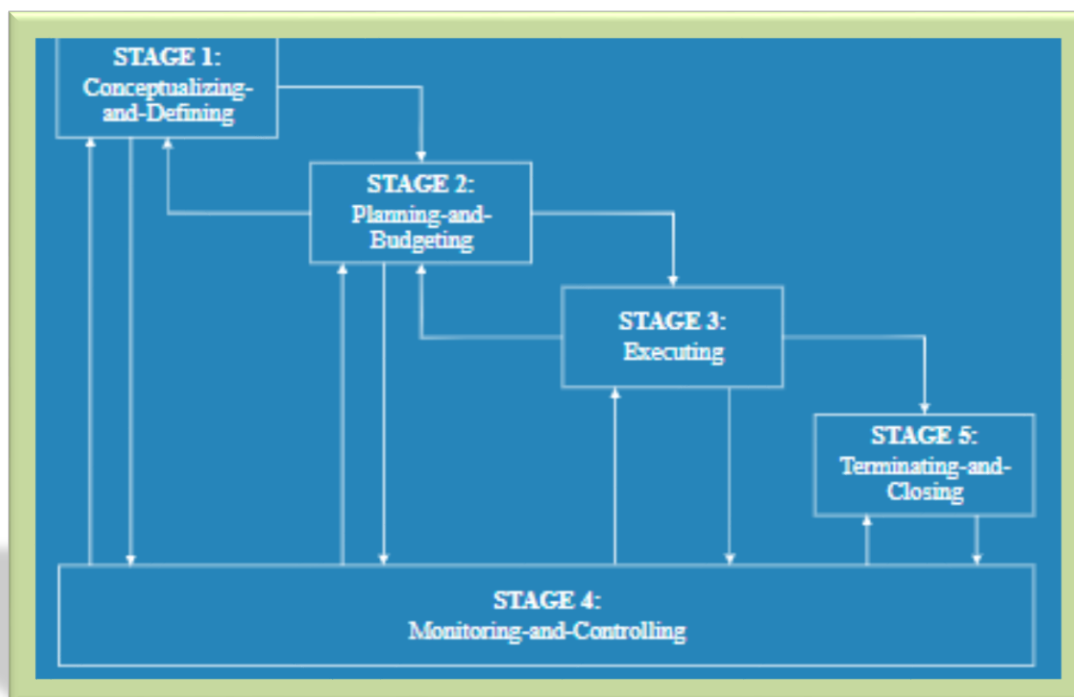 STAGE 1:
Conceptualizing-
and-Defining
STAGE 2:
Planning-and-
Budgeting
STAGE 3:
Executing
STAGE 5:
Terminating-and-
Closing
STAGE 4:
Monitoring-and-Controlling